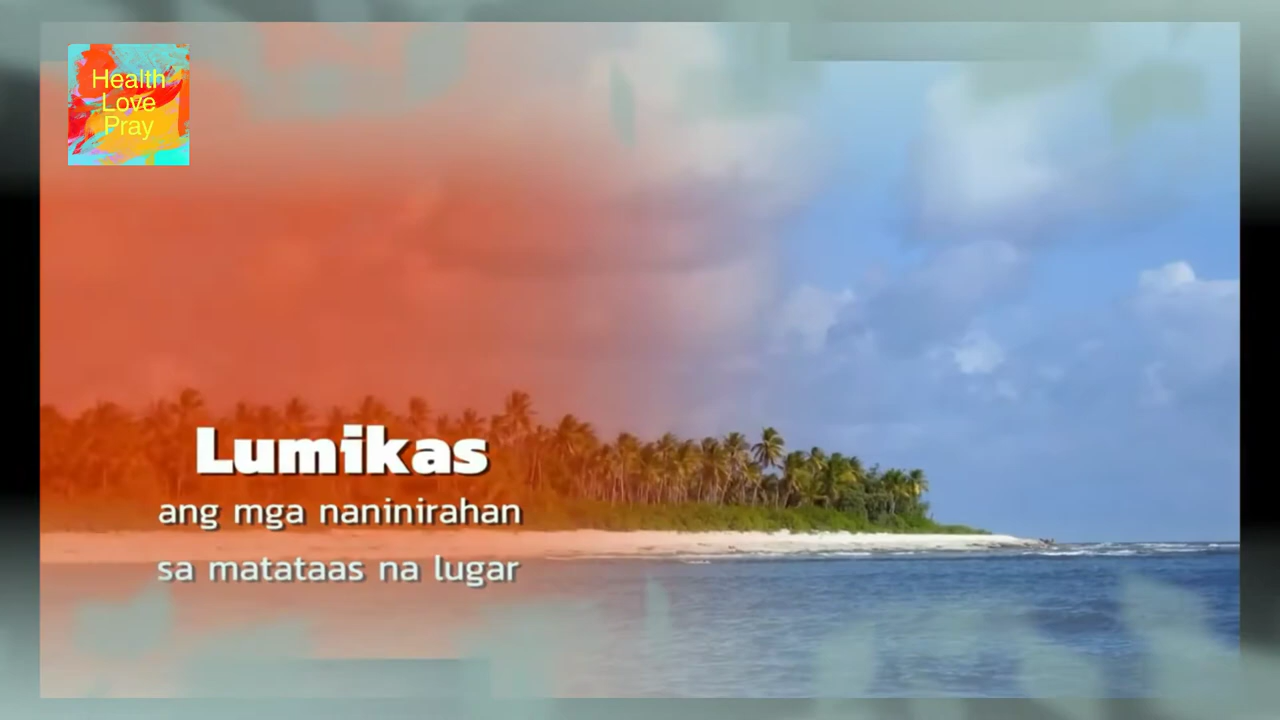 Health
Love
Pray
Lumikas
ang mga naninirahan
sa matataas na lugar